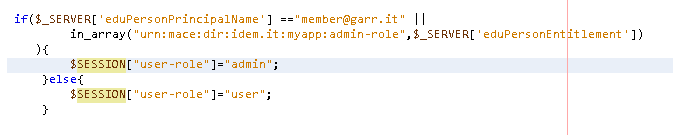 if($_SERVER['eduPersonPrincipalName'] =="member@garr.it" ||
in_array("urn:mace:dir:idem.it:myapp:admin-role",$_SERVER['eduPersonEntitlement'])
){
$SESSION["user-role"]="admin";
}else{
$SESSION["user-role"]="user";
}